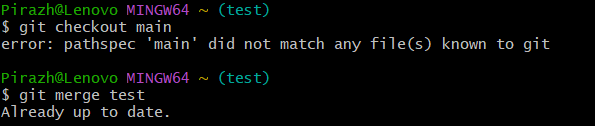 Pirazh@Lenovo MINGW64 ~ (test)
$ git checkout main
error: pathspec 'main' did not match any file(s) known to git
Pirazh@Lenovo MINGW64 ~ (test)
$ git merge test
Already up to date.